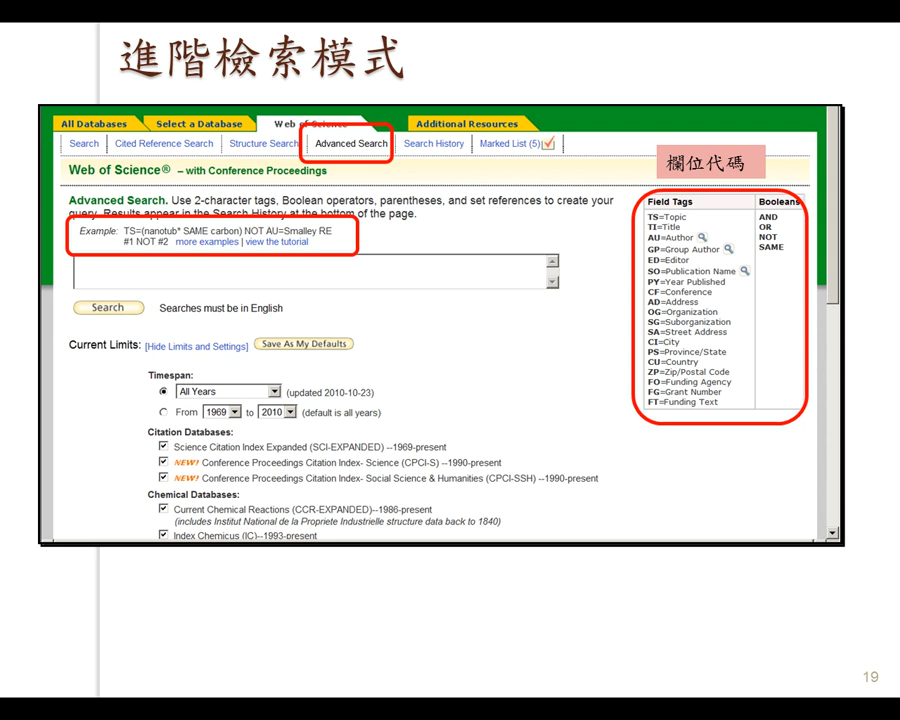 進階檢索模式
All Databases Select a Database Web of Science Additional Resources
Search Cited Reference Search Structure Search Advanced Search Search History Marked List (5)
欄位代碼
Web of Science® – with Conference Proceedings
Advanced Search. Use 2-character tags, Boolean operators, parentheses, and set references to create your
query. Results appear in the Search History at the bottom of the page.
Example: TS=(nanotub* SAME carbon) NOT AU=Smalley RE
#1 NOT #2 more examples | view the tutorial
Search Searches must be in English
Current Limits: [Hide Limits and Settings] Save As My Defaults
Timespan:
All Years (updated 2010-10-23)
From 1969 to 2010 (default is all years)
Citation Databases:
Science Citation Index Expanded (SCI-EXPANDED) --1969-present
NEW! Conference Proceedings Citation Index- Science (CPCI-S) --1990-present
NEW! Conference Proceedings Citation Index- Social Science & Humanities (CPCI-SSH) --1990-present
Chemical Databases:
Current Chemical Reactions (CCR-EXPANDED)--1986-present
(includes Institut National de la Propriete Industrielle structure data back to 1840)
Index Chemicus (IC)--1993-present
Field Tags Booleans
TS=Topic AND
TI=Title OR
AU=Author NOT
GP=Group Author SAME
ED=Editor
SO=Publication Name
PY=Year Published
CF=Conference
AD=Address
OG=Organization
SG=Suborganization
SA=Street Address
CI=City
PS=Province/State
CU=Country
ZP=Zip/Postal Code
FO=Funding Agency
FG=Grant Number
FT=Funding Text
19